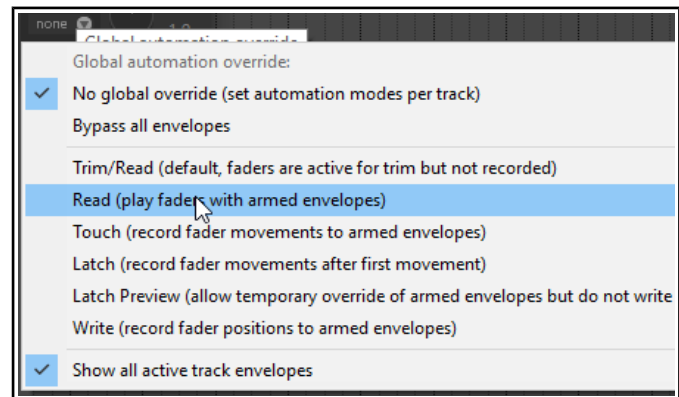 none
1.0
Global automation override
Global automation override:
No global override (set automation modes per track)
Bypass all envelopes
Trim/Read (default, faders are active for trim but not recorded)
Read (play faders with armed envelopes)
Touch (record fader movements to armed envelopes)
Latch (record fader movements after first movement)
Latch Preview (allow temporary override of armed envelopes but do not write
Write (record fader positions to armed envelopes)
Show all active track envelopes